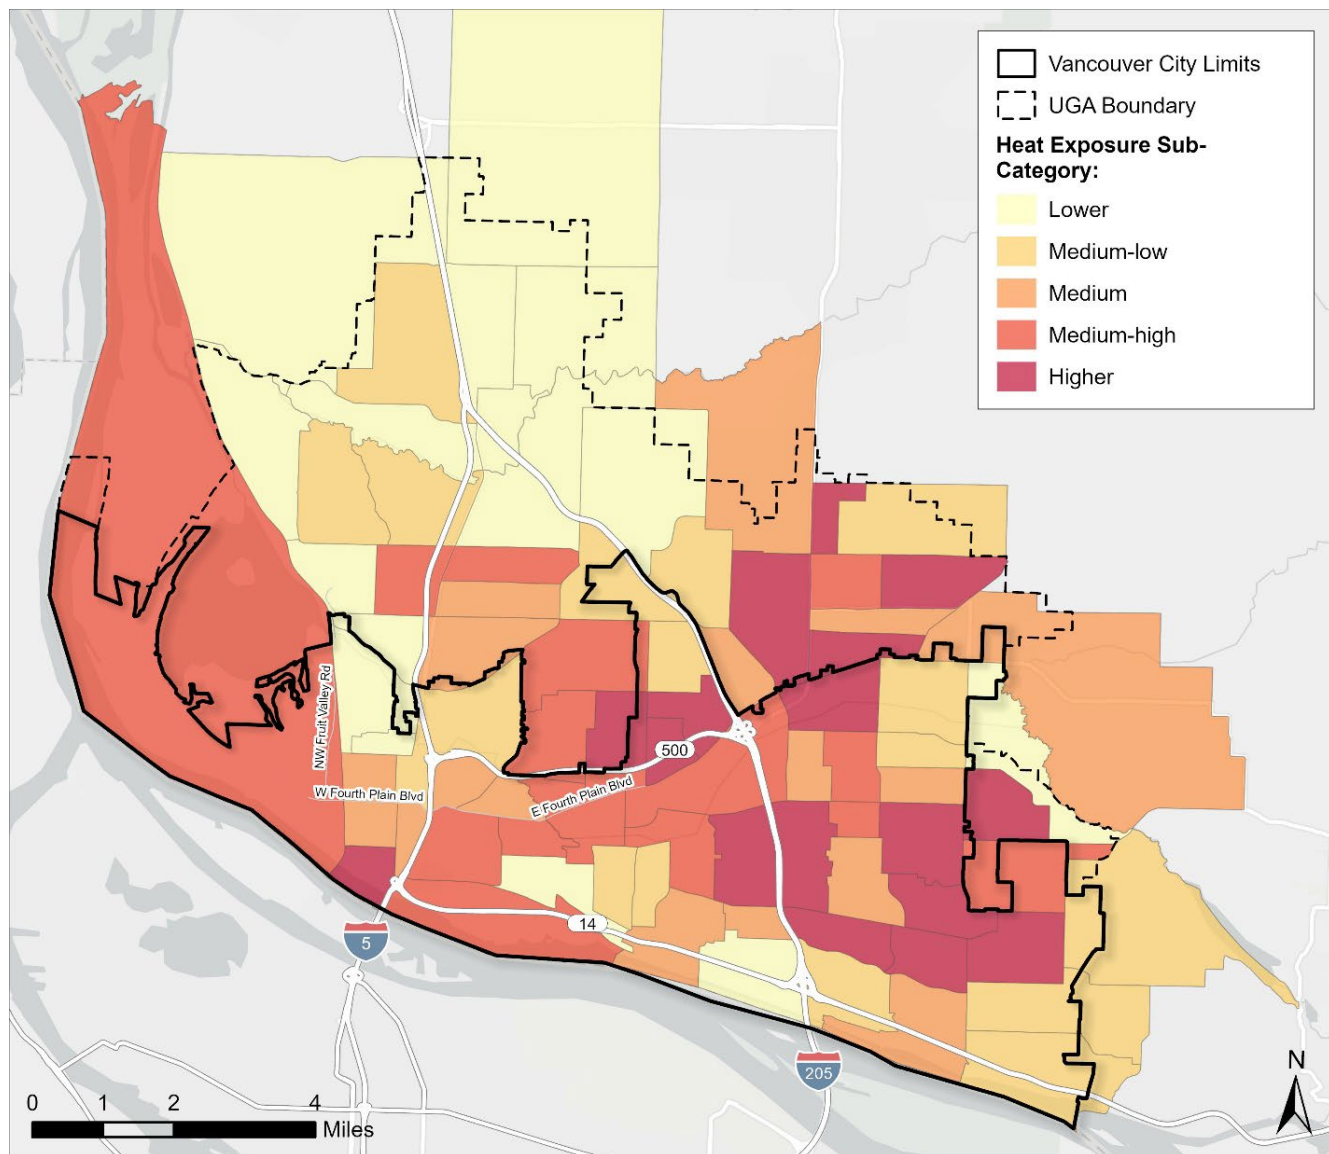 Vancouver City Limits
UGA Boundary
Heat Exposure Sub-
Category:
Lower
Medium-low
Medium
Medium-high
Higher
NW Fruit Valley Rd
W Fourth Plain Blvd
E Fourth Plain Blvd
500
14
5
205
N
0 1 2 4
Miles